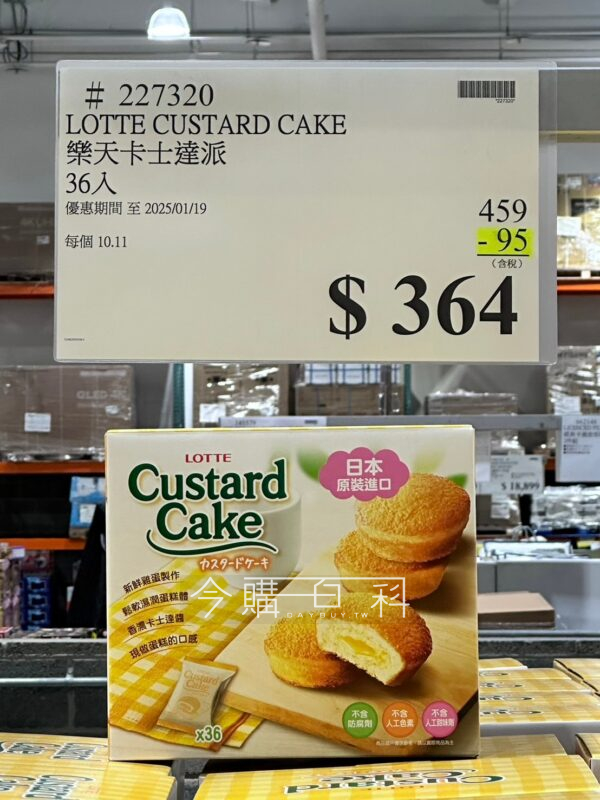 # 227320
*227320*
LOTTE CUSTARD CAKE
樂天卡士達派
36入
優惠期間 至 2025/01/19
每個 10.11
459
- 95
(含稅)
$ 364
LOTTE
Custard
Cake
カスタードケーキ
日本
原裝進口
新鮮雞蛋製作
鬆軟濕潤蛋糕體
香濃卡士達醬
現做蛋糕的口感
今購百科
Custard
Cake
x36
不含
防腐劑
不含
人工色素
不含
人工甜味劑
$ 18,899
Custard
Cake